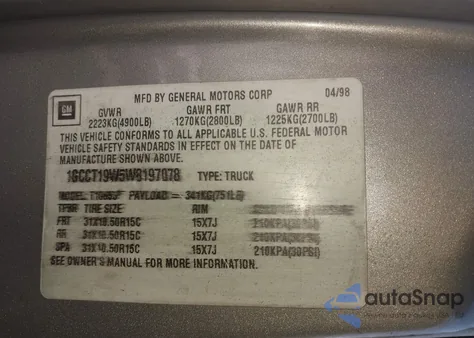 GM
MFD BY GENERAL MOTORS CORP 04/98
GVWR GAWR FRT GAWR RR
2223KG(4900LB) 1270KG(2800LB) 1225KG(2700LB)
THIS VEHICLE CONFORMS TO ALL APPLICABLE U.S. FEDERAL MOTOR
VEHICLE SAFETY STANDARDS IN EFFECT ON THE DATE OF
MANUFACTURE SHOWN ABOVE.
1GCCT19W5W8197078 TYPE: TRUCK
PAYLOAD = 341KG(751LB)
TIRE SIZE RIM
FRT 31X10.50R15C 15X7J
RR 31X10.50R15C 15X7J
SPA 31X10.50R15C 15X7J 210KPA(30PSI)
SEE OWNER'S MANUAL FOR MORE INFORMATION.
autoSnap